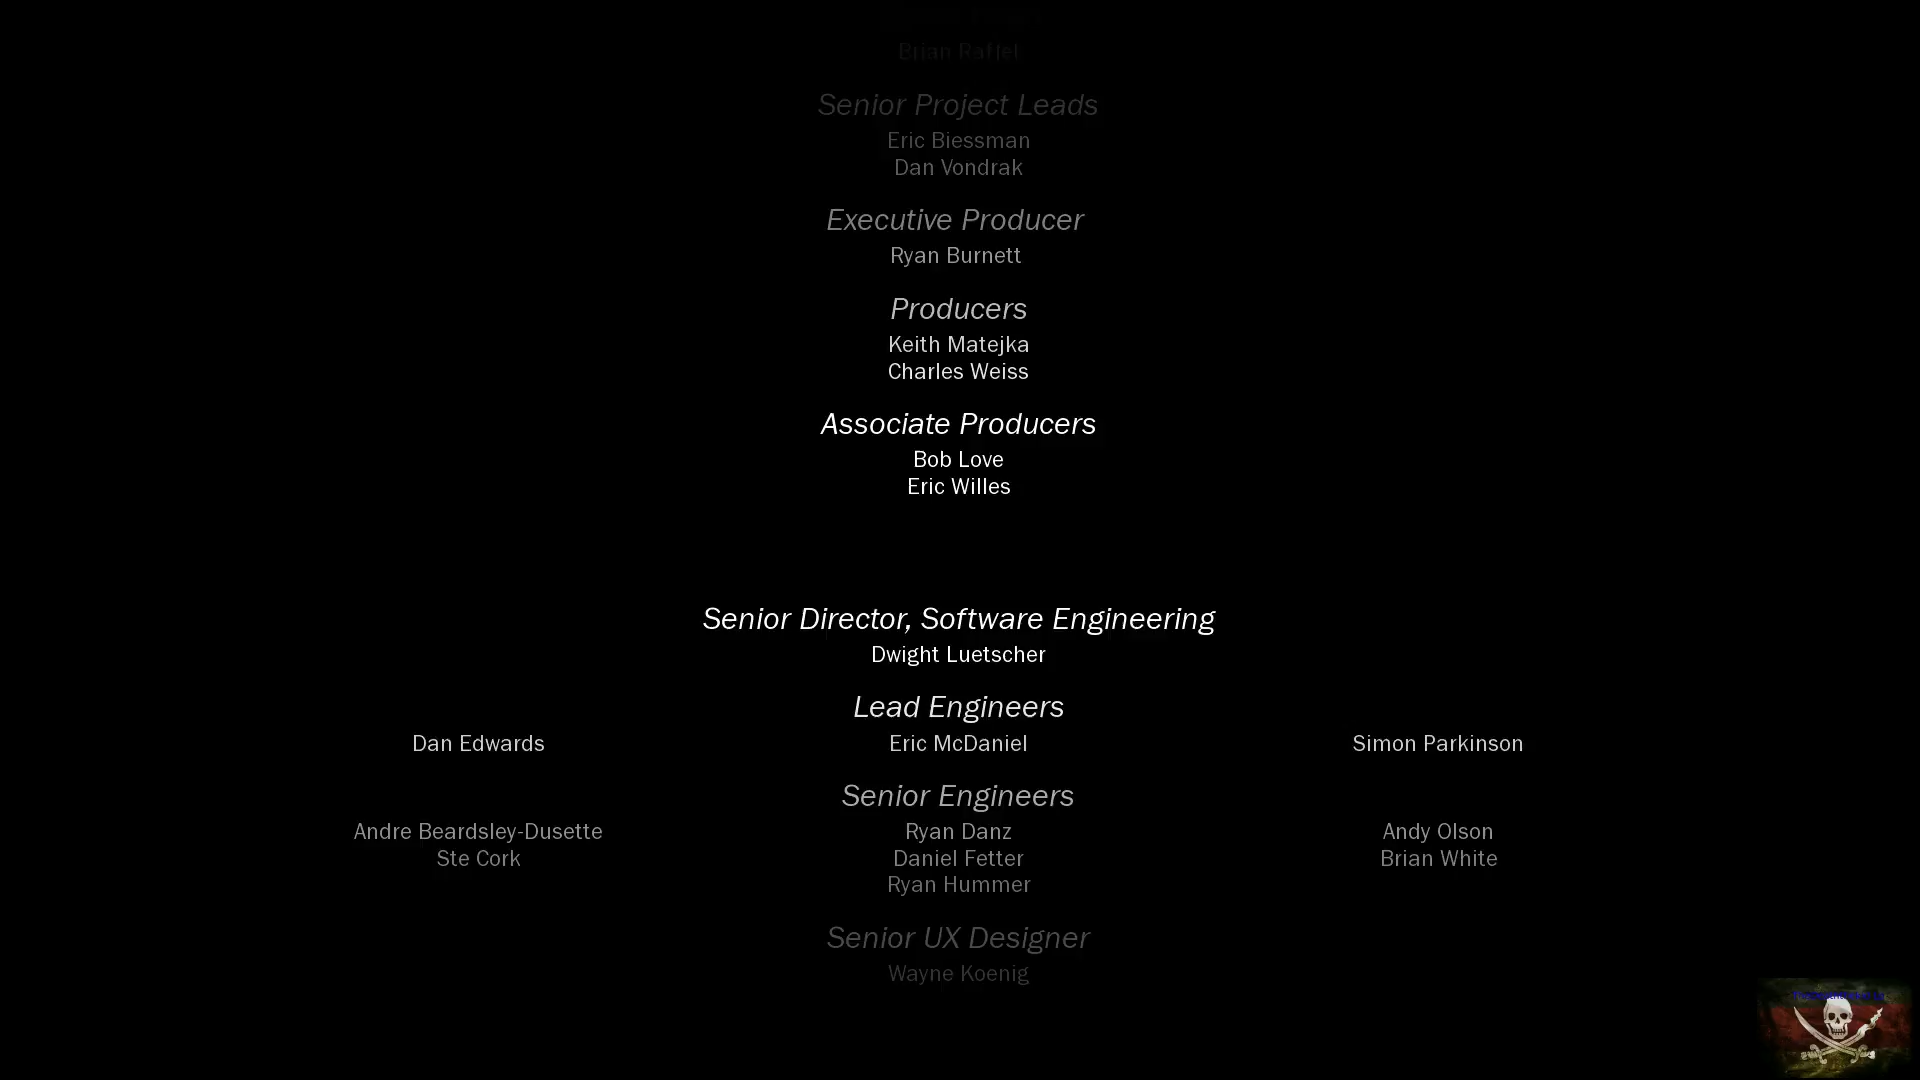 Brian Raffel
Senior Project Leads
Eric Biessman
Dan Vondrak
Executive Producer
Ryan Burnett
Producers
Keith Matejka
Charles Weiss
Associate Producers
Bob Love
Eric Willes
Senior Director, Software Engineering
Dwight Luetscher
Lead Engineers
Dan Edwards Eric McDaniel Simon Parkinson
Senior Engineers
Andre Beardsley-Dusette Ryan Danz Andy Olson
Ste Cork Daniel Fetter Brian White
Ryan Hummer
Senior UX Designer
Wayne Koenig